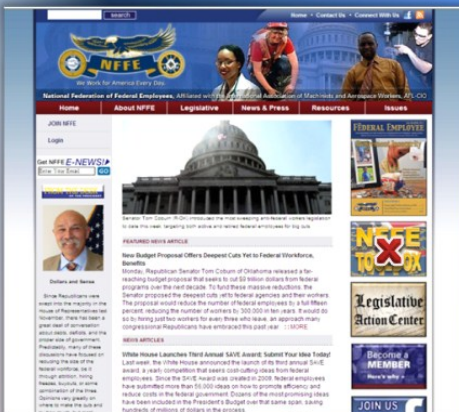 search
Home • Contact Us • Connect With Us
NFFE
We Work for America Every Day.
National Federation of Federal Employees, Affiliated with the International Association of Machinists and Aerospace Workers, AFL-CIO
Home
About NFFE
Legislative
News & Press
Resources
Issues
JOIN NFFE
Login
Get NFFE E-NEWS!
GO
Dollars and Sense
Since Republicans were
swept into the majority in the
House of Representatives last
November, there has been a
great deal of conversation
about debt, deficits, and the
proper size of government.
Predictably, many of these
discussions have focused on
reducing the size of the
federal workforce, be it
through attrition, hiring
freezes, buyouts, or some
combination of the three.
Opinions vary greatly on
where to make the cuts and
Senator Tom Coburn (R-OK) introduced the most sweeping anti-federal workers legislation
to date this week, targeting both active and retired federal employees for big cuts.
FEATURED NEWS ARTICLE
New Budget Proposal Offers Deepest Cuts Yet to Federal Workforce,
Benefits
Monday, Republican Senator Tom Coburn of Oklahoma released a far-
reaching budget proposal that seeks to cut $9 trillion dollars from federal
programs over the next decade. To fund these massive reductions, the
Senator proposed the deepest cuts yet to federal agencies and their workers.
The proposal would reduce the number of federal employees by a full fifteen
percent, reducing the number of workers by 300,000 in ten years. It would do
so by hiring just two workers for every three who leave, an approach many
congressional Republicans have embraced this past year. ::MORE
NEWS ARTICLES
White House Launches Third Annual SAVE Award; Submit Your Idea Today!
Last week, the White House announced the launch of its third annual SAVE
award, a yearly competition that seeks cost-cutting ideas from federal
employees. Since the SAVE Award was created in 2009, federal employees
have submitted more than 56,000 ideas on how to promote efficiency and
reduce costs in the federal government. Dozens of the most promising ideas
have been included in the President's Budget over that same span, saving
hundreds of millions of dollars in the process.
FEDERAL EMPLOYEE
NFFE
TOOLBOX
Legislative
Action Center
Become a
MEMBER
Here's why »
JOIN US